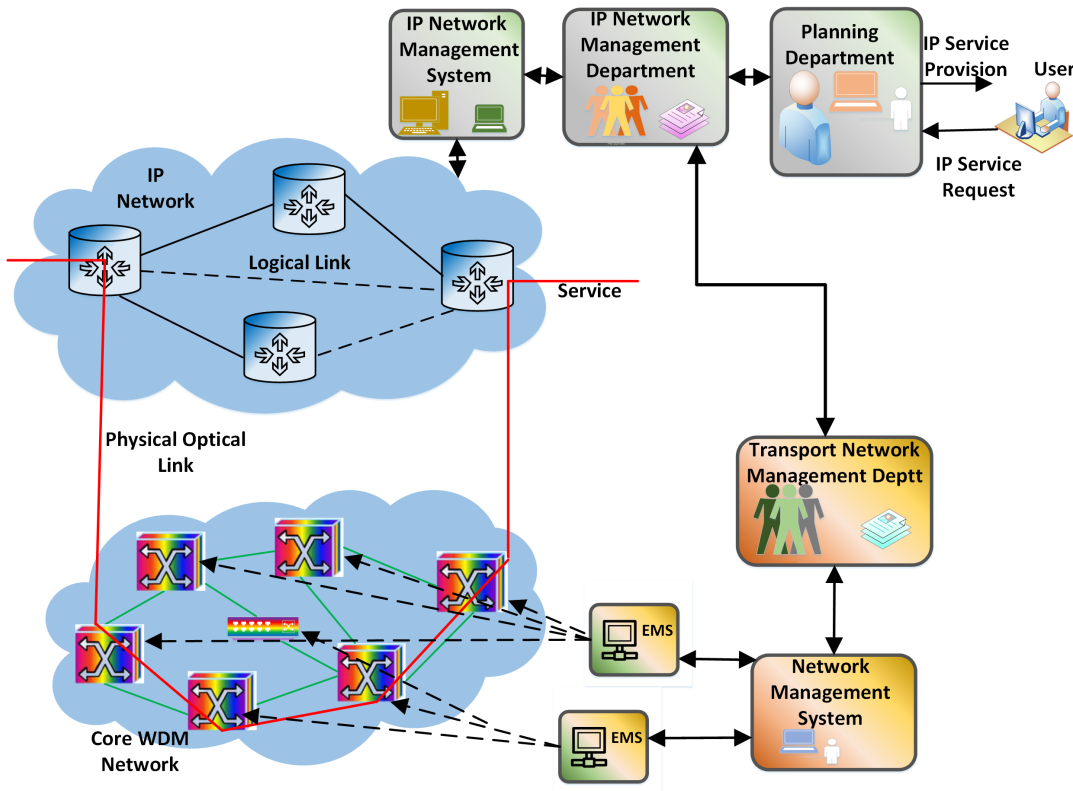 IP Network
Management
System
IP Network
Management
Department
Planning
Department
IP Service
Provision
User
IP Service
Request
IP
Network
Logical Link
Service
Physical Optical
Link
Transport Network
Management Deptt
EMS
Network
Management
System
EMS
Core WDM
Network